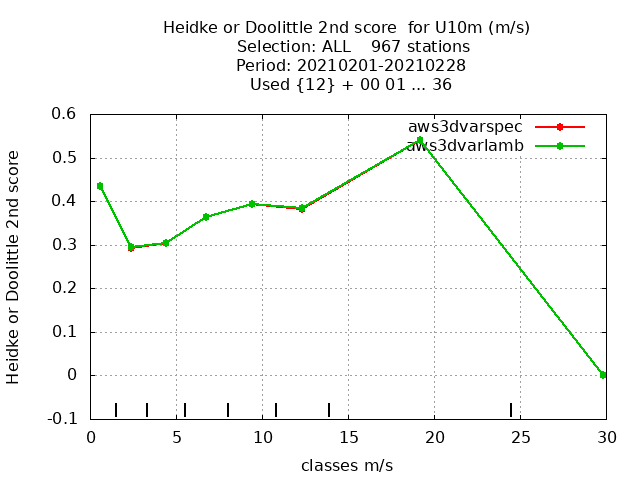 Heidke or Doolittle 2nd score  for U10m (m/s)
Selection: ALL    967 stations
Period: 20210201-20210228
Used {12} + 00 01 ... 36
aws3dvarspec
aws3dvarlamb
Heidke or Doolittle 2nd score
0.6
0.5
0.4
0.3
0.2
0.1
0
-0.1
0 5 10 15 20 25 30
classes m/s